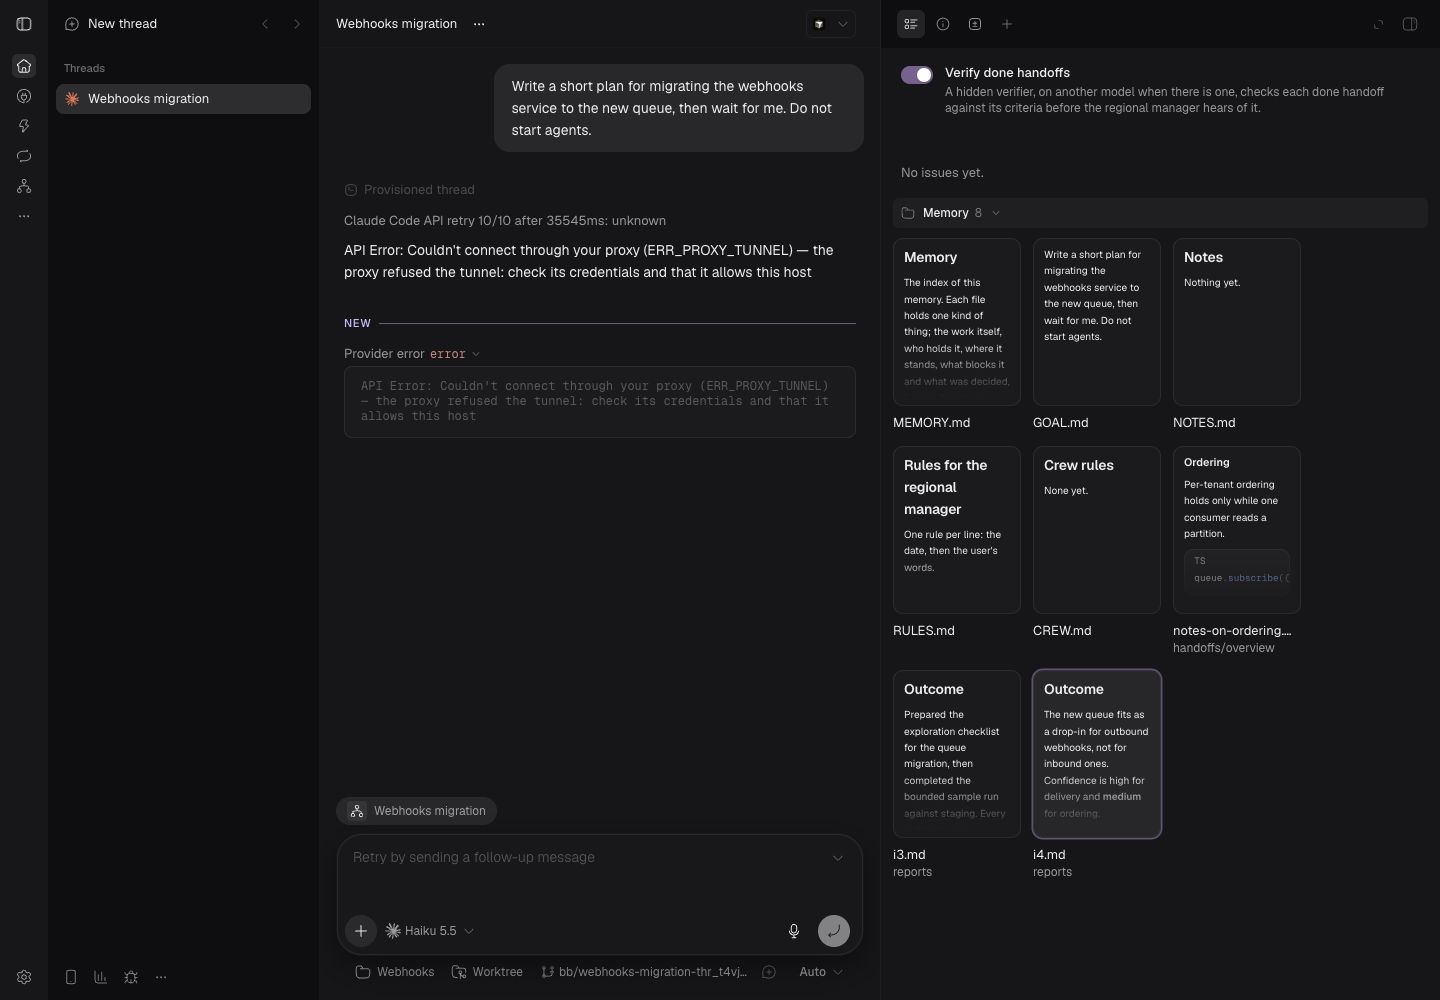 New thread
Threads
Webhooks migration
Webhooks migration
Write a short plan for migrating the webhooks
service to the new queue, then wait for me. Do not
start agents.
Provisioned thread
Claude Code API retry 10/10 after 35545ms: unknown
API Error: Couldn't connect through your proxy (ERR_PROXY_TUNNEL) — the
proxy refused the tunnel: check its credentials and that it allows this host
NEW
Provider error error
API Error: Couldn't connect through your proxy (ERR_PROXY_TUNNEL)
— the proxy refused the tunnel: check its credentials and that it
allows this host
Webhooks migration
Retry by sending a follow-up message
Haiku 5.5
Webhooks
Worktree
bb/webhooks-migration-thr_t4vj...
Auto
Verify done handoffs
A hidden verifier, on another model when there is one, checks each done handoff
against its criteria before the regional manager hears of it.
No issues yet.
Memory 8
Memory
The index of this
memory. Each file
holds one kind of
thing; the work itself,
who holds it, where it
stands, what blocks it
and what was decided,
MEMORY.md
Write a short plan for
migrating the
webhooks service to
the new queue, then
wait for me. Do not
start agents.
GOAL.md
Notes
Nothing yet.
NOTES.md
Rules for the
regional
manager
One rule per line: the
date, then the user's
words.
RULES.md
Crew rules
None yet.
CREW.md
Ordering
Per-tenant ordering
holds only while one
consumer reads a
partition.
TS
queue.subscribe((
notes-on-ordering....
handoffs/overview
Outcome
Prepared the
exploration checklist
for the queue
migration, then
completed the
bounded sample run
against staging. Every
i3.md
reports
Outcome
The new queue fits as
a drop-in for outbound
webhooks, not for
inbound ones.
Confidence is high for
delivery and medium
for ordering.
i4.md
reports